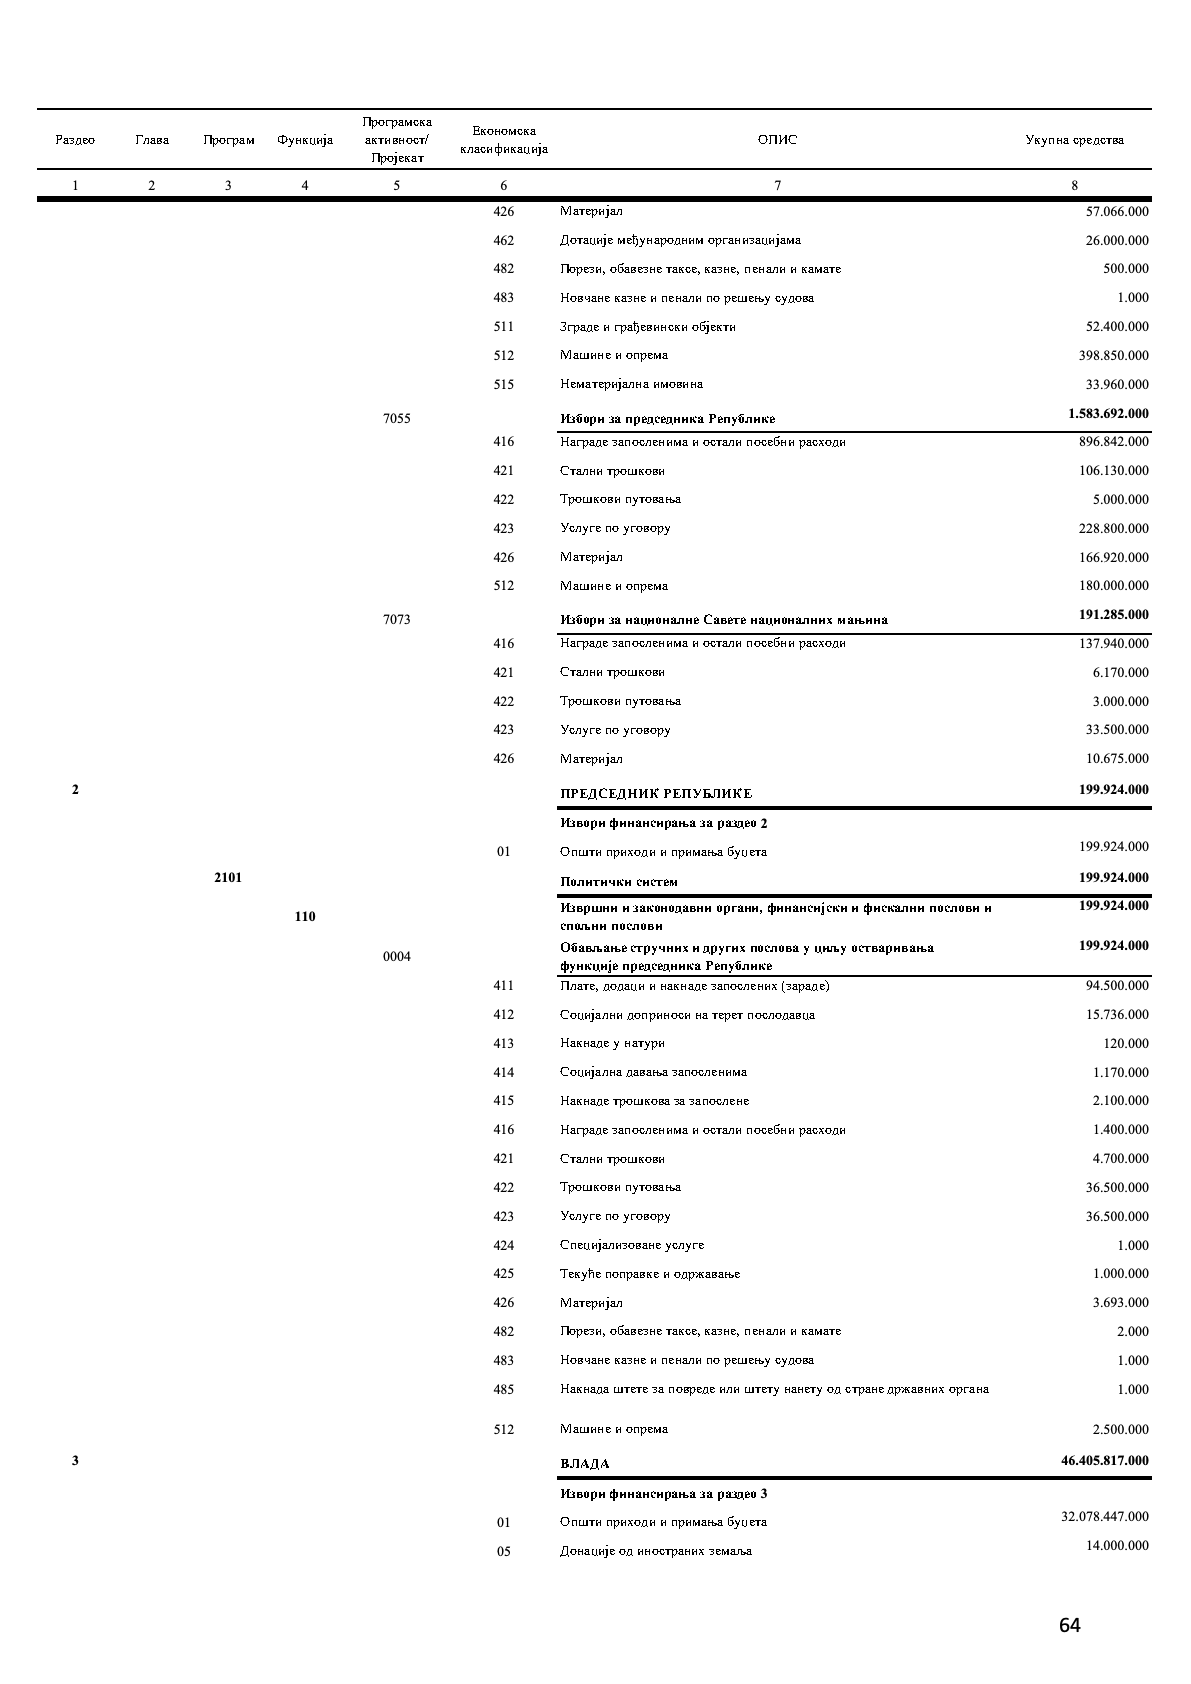 Раздео Глава Програм Функција Програмска активност/ Пројекат Економска класификација ОПИС Укупна средства
1 2 3 4 5 6 7 8
426 Материјал 57.066.000
462 Дотације међународним организацијама 26.000.000
482 Порези, обавезне таксе, казне, пенали и камате 500.000
483 Новчане казне и пенали по решењу судова 1.000
511 Зграде и грађевински објекти 52.400.000
512 Машине и опрема 398.850.000
515 Нематеријална имовина 33.960.000
7055 Избори за председника Републике 1.583.692.000
416 Награде запосленима и остали посебни расходи 896.842.000
421 Стални трошкови 106.130.000
422 Трошкови путовања 5.000.000
423 Услуге по уговору 228.800.000
426 Материјал 166.920.000
512 Машине и опрема 180.000.000
7073 Избори за националне Савете националних мањина 191.285.000
416 Награде запосленима и остали посебни расходи 137.940.000
421 Стални трошкови 6.170.000
422 Трошкови путовања 3.000.000
423 Услуге по уговору 33.500.000
426 Материјал 10.675.000
2 ПРЕДСЕДНИК РЕПУБЛИКЕ 199.924.000
Извори финансирања за раздео 2
01 Општи приходи и примања буџета 199.924.000
2101 Политички систем 199.924.000
110 Извршни и законодавни органи, финансијски и фискални послови и 199.924.000
спољни послови
0004 Обављање стручних и других послова у циљу остваривања 199.924.000
функције председника Републике
411 Плате, додаци и накнаде запослених (зараде) 94.500.000
412 Социјални доприноси на терет послодавца 15.736.000
413 Накнаде у натури 120.000
414 Социјална давања запосленима 1.170.000
415 Накнаде трошкова за запослене 2.100.000
416 Награде запосленима и остали посебни расходи 1.400.000
421 Стални трошкови 4.700.000
422 Трошкови путовања 36.500.000
423 Услуге по уговору 36.500.000
424 Специјализоване услуге 1.000
425 Текуће поправке и одржавање 1.000.000
426 Материјал 3.693.000
482 Порези, обавезне таксе, казне, пенали и камате 2.000
483 Новчане казне и пенали по решењу судова 1.000
485 Накнада штете за повреде или штету нанету од стране државних органа 1.000
512 Машине и опрема 2.500.000
3 ВЛАДА 46.405.817.000
Извори финансирања за раздео 3
01 Општи приходи и примања буџета 32.078.447.000
05 Донације од иностраних земаља 14.000.000
64